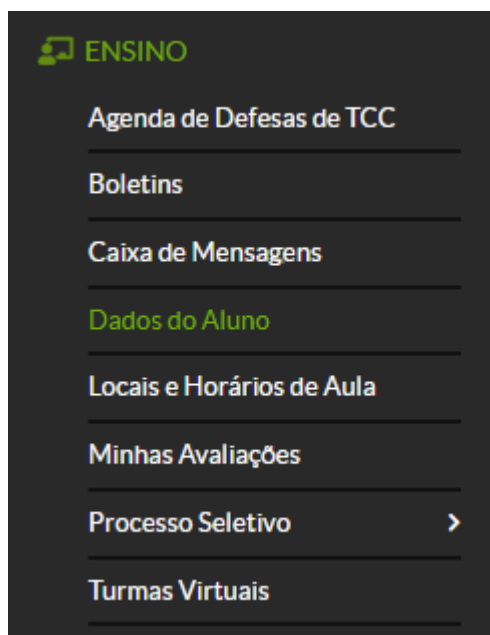 ENSINO
Agenda de Defesas de TCC
Boletins
Caixa de Mensagens
Dados do Aluno
Locais e Horários de Aula
Minhas Avaliações
Processo Seletivo
Turmas Virtuais